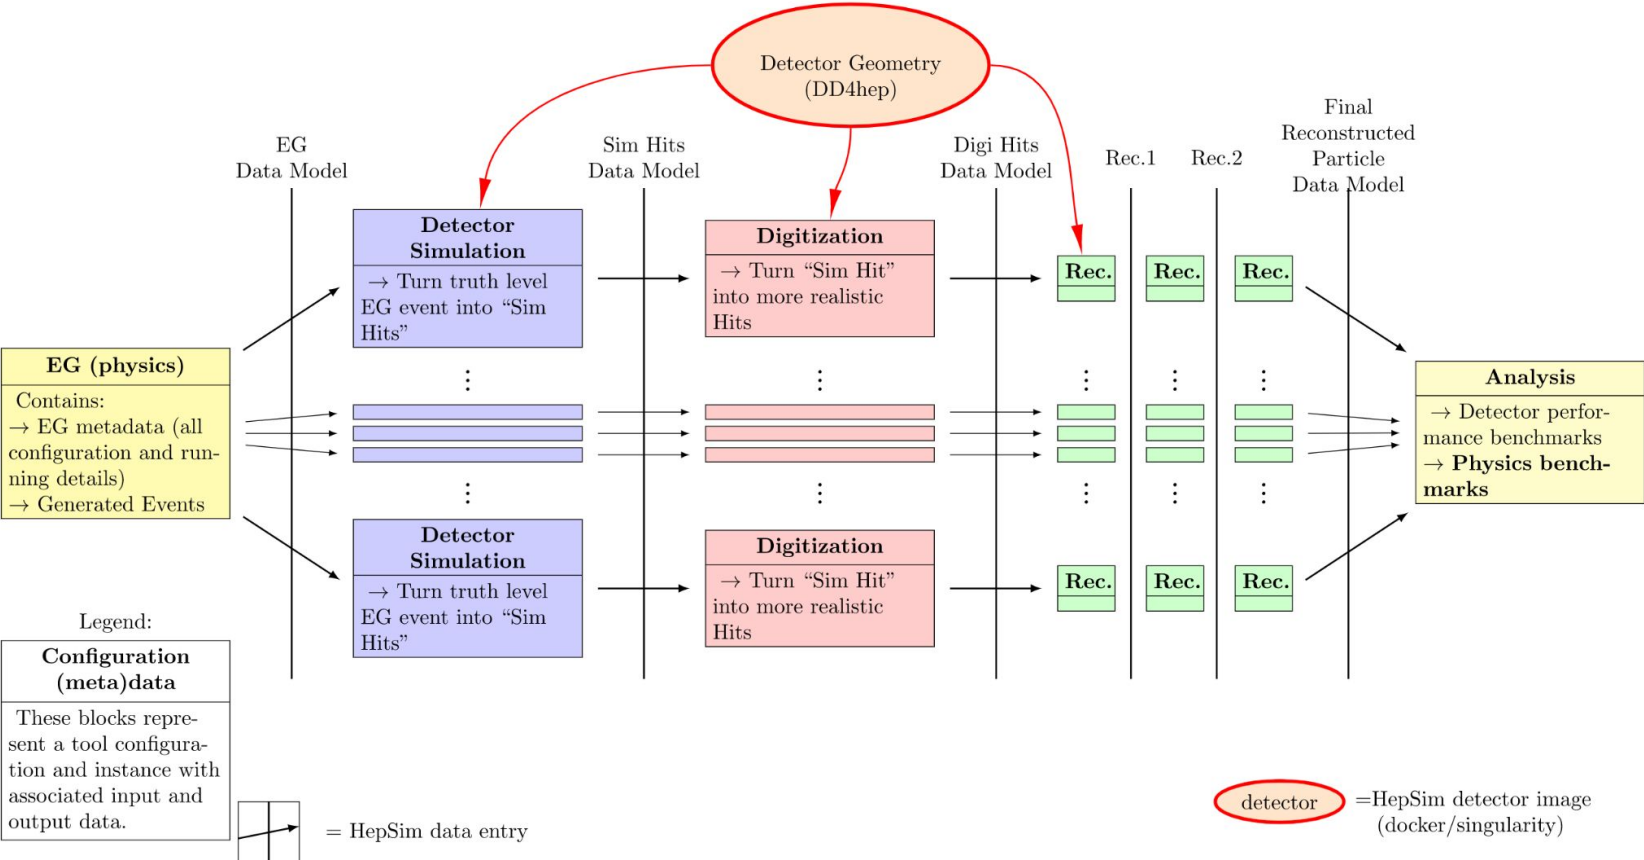 Detector Geometry
(DD4hep)
EG
Data Model
Sim Hits
Data Model
Digi Hits
Data Model
Rec.1
Rec.2
Final
Reconstructed
Particle
Data Model
Detector
Simulation
→ Turn truth level
EG event into “Sim
Hits”
Digitization
→ Turn “Sim Hit”
into more realistic
Hits
Rec.
Rec.
Rec.
EG (physics)
Contains:
→ EG metadata (all
configuration and run-
ning details)
→ Generated Events
Analysis
→ Detector perfor-
mance benchmarks
→ Physics bench-
marks
Detector
Simulation
→ Turn truth level
EG event into “Sim
Hits”
Digitization
→ Turn “Sim Hit”
into more realistic
Hits
Rec.
Rec.
Rec.
Legend:
Configuration
(meta)data
These blocks repre-
sent a tool configura-
tion and instance with
associated input and
output data.
= HepSim data entry
detector
=HepSim detector image
(docker/singularity)